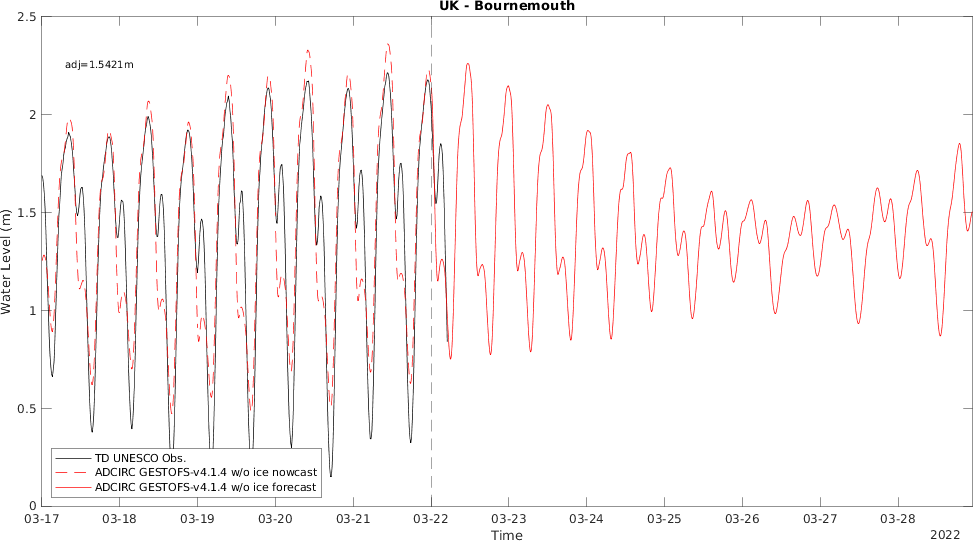 UK - Bournemouth
2.5
adj=1.5421m
2
1.5
Water Level (m)
1
0.5
TD UNESCO Obs.
ADCIRC GESTOFS-v4.1.4 w/o ice nowcast
ADCIRC GESTOFS-v4.1.4 w/o ice forecast
0
03-17 03-18 03-19 03-20 03-21 03-22 03-23 03-24 03-25 03-26 03-27 03-28
Time
2022